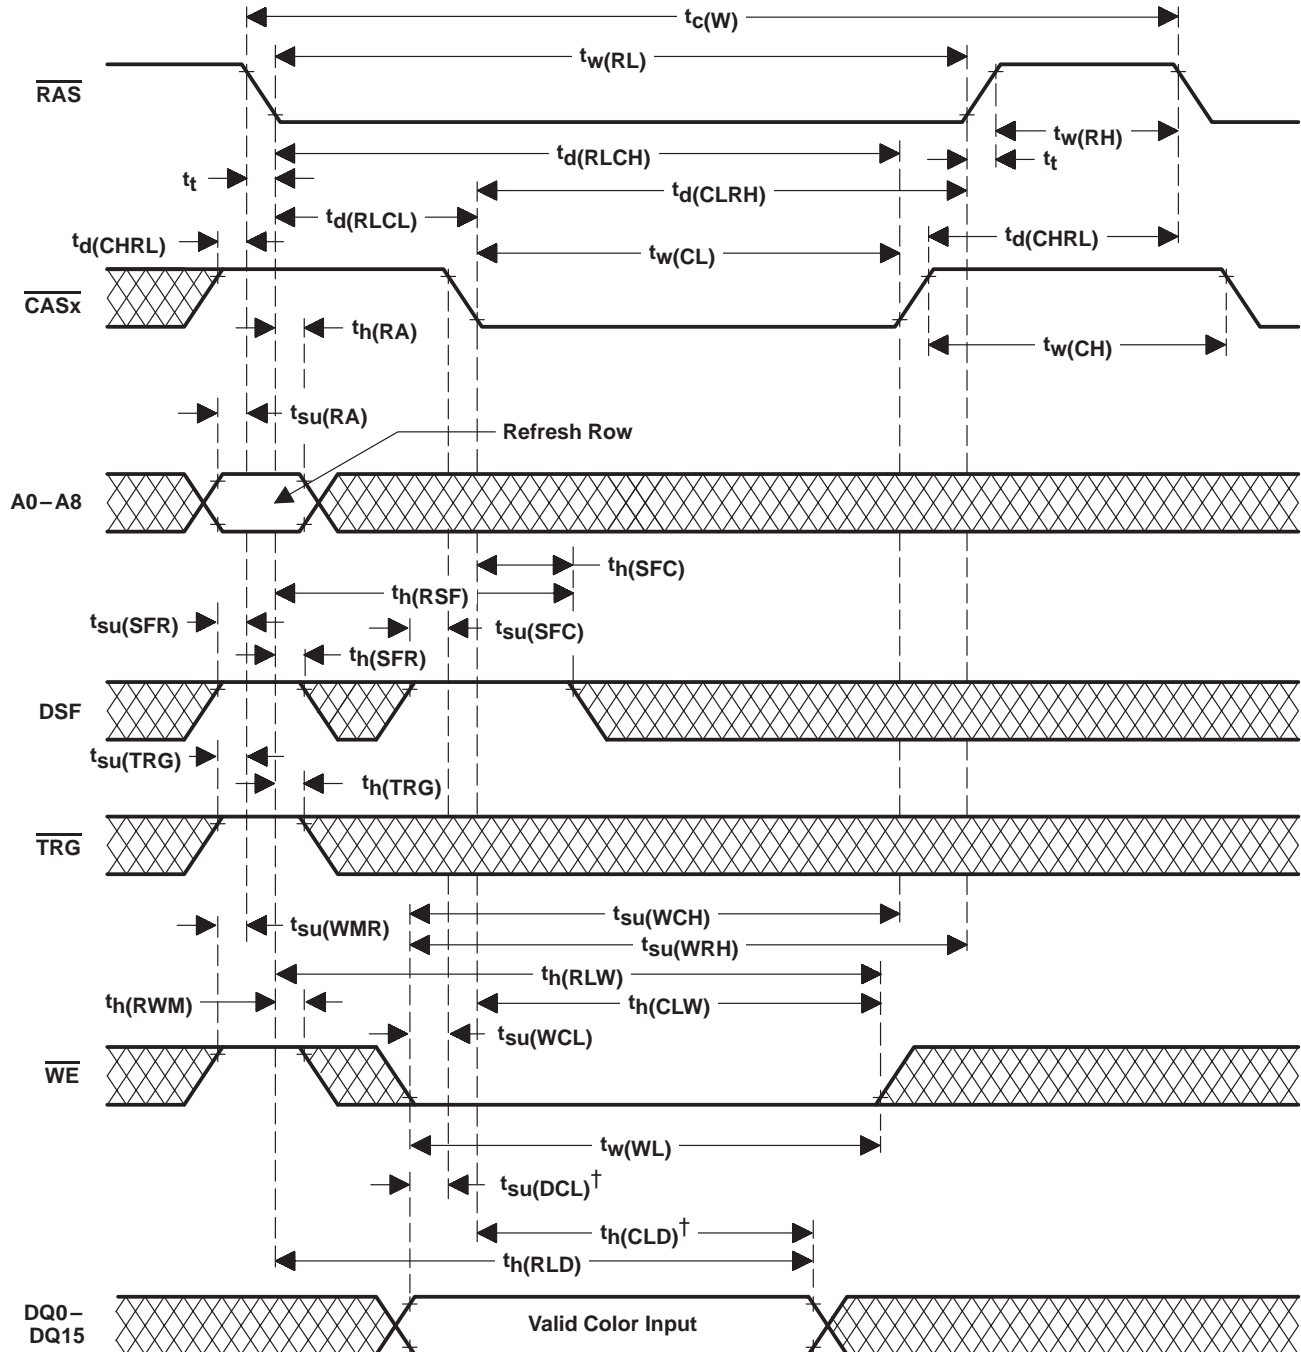 tc(W)
tw(RL)
RAS
tw(RH)
td(RLCH)
tt
tt
td(CLRH)
td(RLCL)
td(CHRL)
td(CHRL)
tw(CL)
CASx
th(RA)
tw(CH)
tsu(RA)
Refresh Row
A0–A8
th(SFC)
th(RSF)
tsu(SFR)
tsu(SFC)
th(SFR)
DSF
tsu(TRG)
th(TRG)
TRG
tsu(WCH)
tsu(WMR)
tsu(WRH)
th(RLW)
th(RWM)
th(CLW)
tsu(WCL)
WE
tw(WL)
tsu(DCL)†
th(CLD)†
th(RLD)
DQ0–
DQ15
Valid Color Input